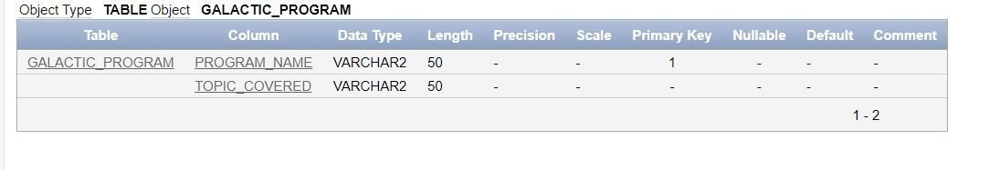 Object Type TABLE Object GALACTIC_PROGRAM
Table Column Data Type Length Precision Scale Primary Key Nullable Default Comment
GALACTIC_PROGRAM PROGRAM_NAME VARCHAR2 50 - - 1 - - -
TOPIC_COVERED VARCHAR2 50 - - - - - -
1 - 2